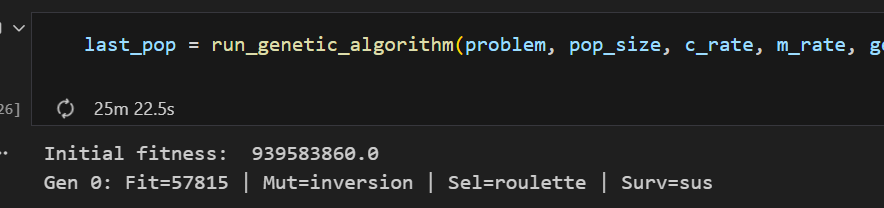 last_pop = run_genetic_algorithm(problem, pop_size, c_rate, m_rate, ge
26]
25m 22.5s
Initial fitness:  939583860.0
Gen 0: Fit=57815 | Mut=inversion | Sel=roulette | Surv=sus